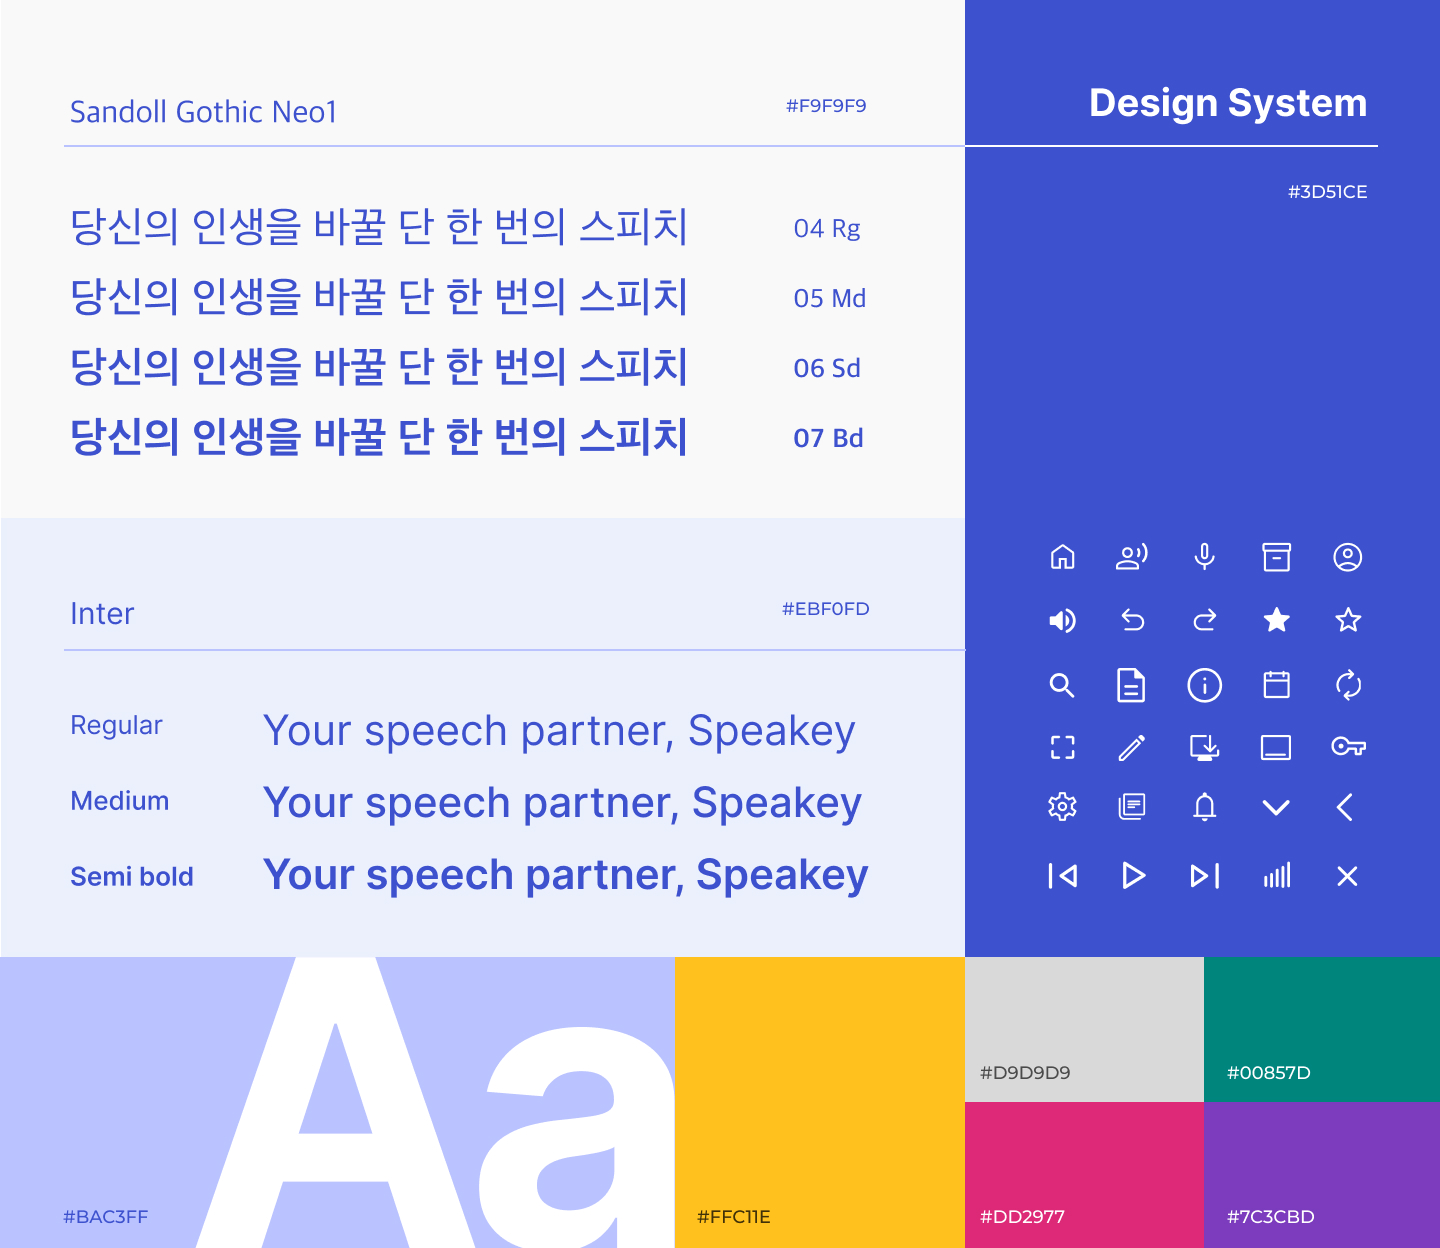 Sandoll Gothic Neo1
#F9F9F9
Design System
#3D51CE
당신의 인생을 바꿀 단 한 번의 스피치
04 Rg
당신의 인생을 바꿀 단 한 번의 스피치
05 Md
당신의 인생을 바꿀 단 한 번의 스피치
06 Sd
당신의 인생을 바꿀 단 한 번의 스피치
07 Bd
Inter
#EBF0FD
Regular
Your speech partner, Speakey
Medium
Your speech partner, Speakey
Semi bold
Your speech partner, Speakey
Aa
#BAC3FF
#FFC11E
#D9D9D9
#00857D
#DD2977
#7C3CBD